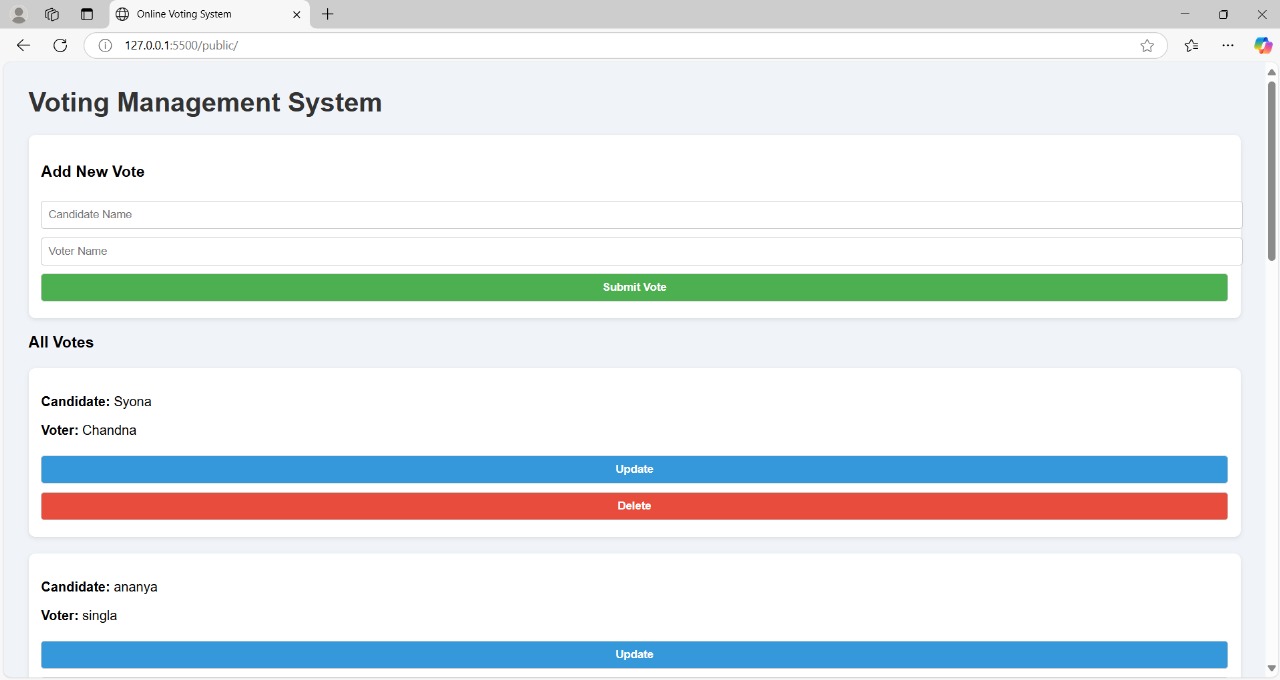 Online Voting System
127.0.0.1:5500/public/
Voting Management System
Add New Vote
Candidate Name
Voter Name
Submit Vote
All Votes
Candidate: Syona
Voter: Chandna
Update
Delete
Candidate: ananya
Voter: singla
Update